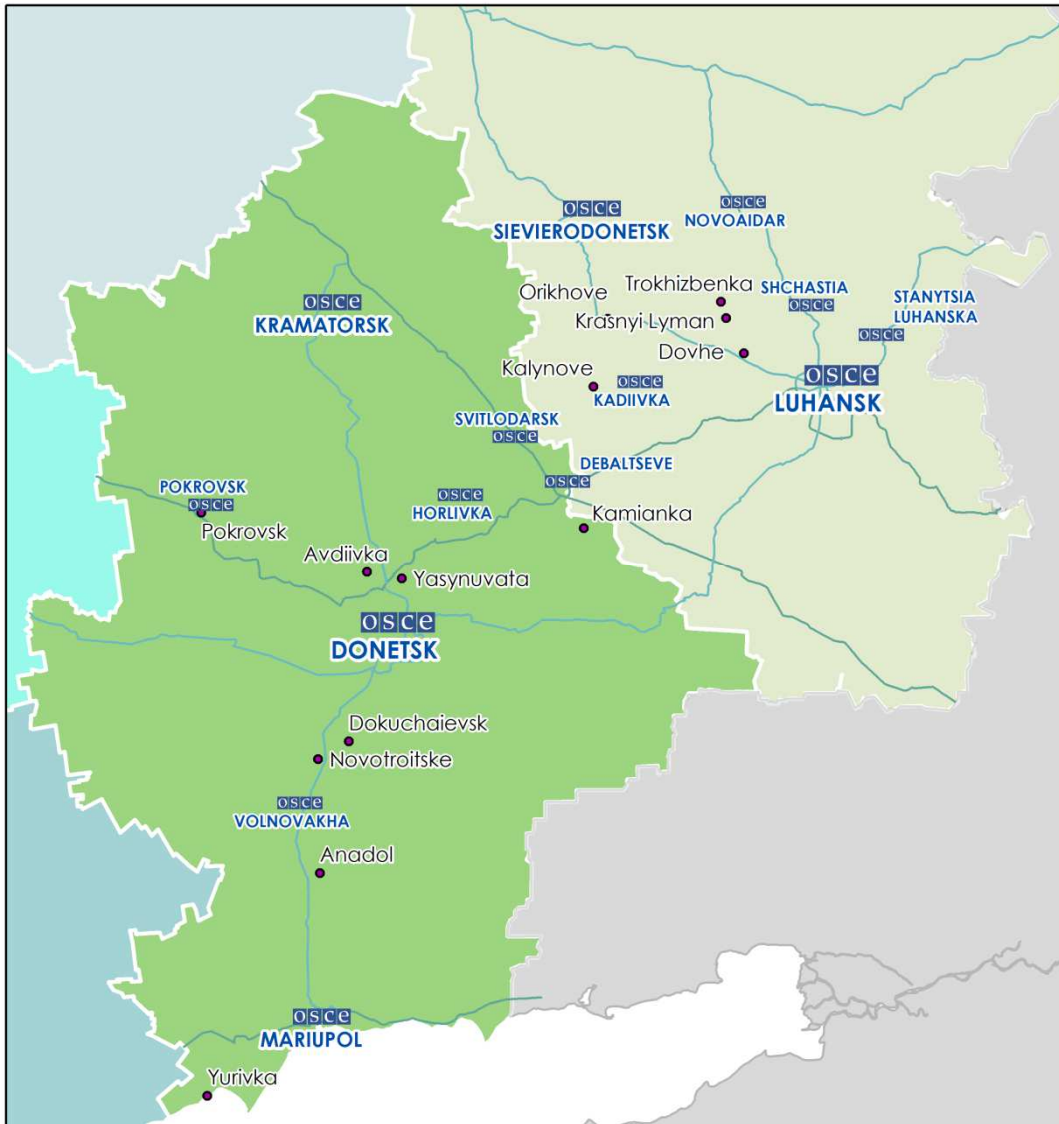 osce
SIEVIERODONETSK
osce
NOVOAIDAR
osce
KRAMATORSK
Orikhove
Trokhizbenka
Krasnyi Lyman
Dovhe
SHCHASTIA
osce
STANYTSIA
LUHANSKA
osce
Kalynove
osce
KADIIVKA
osce
LUHANSK
SVITLODARSK
osce
DEBALTSEVE
osce
POKROVSK
osce
Pokrovsk
osce
HORLIVKA
Kamianka
Avdiivka
Yasynuvata
osce
DONETSK
Dokuchaievsk
Novotroitske
osce
VOLNOVAKHA
Anadol
osce
MARIUPOL
Yurivka